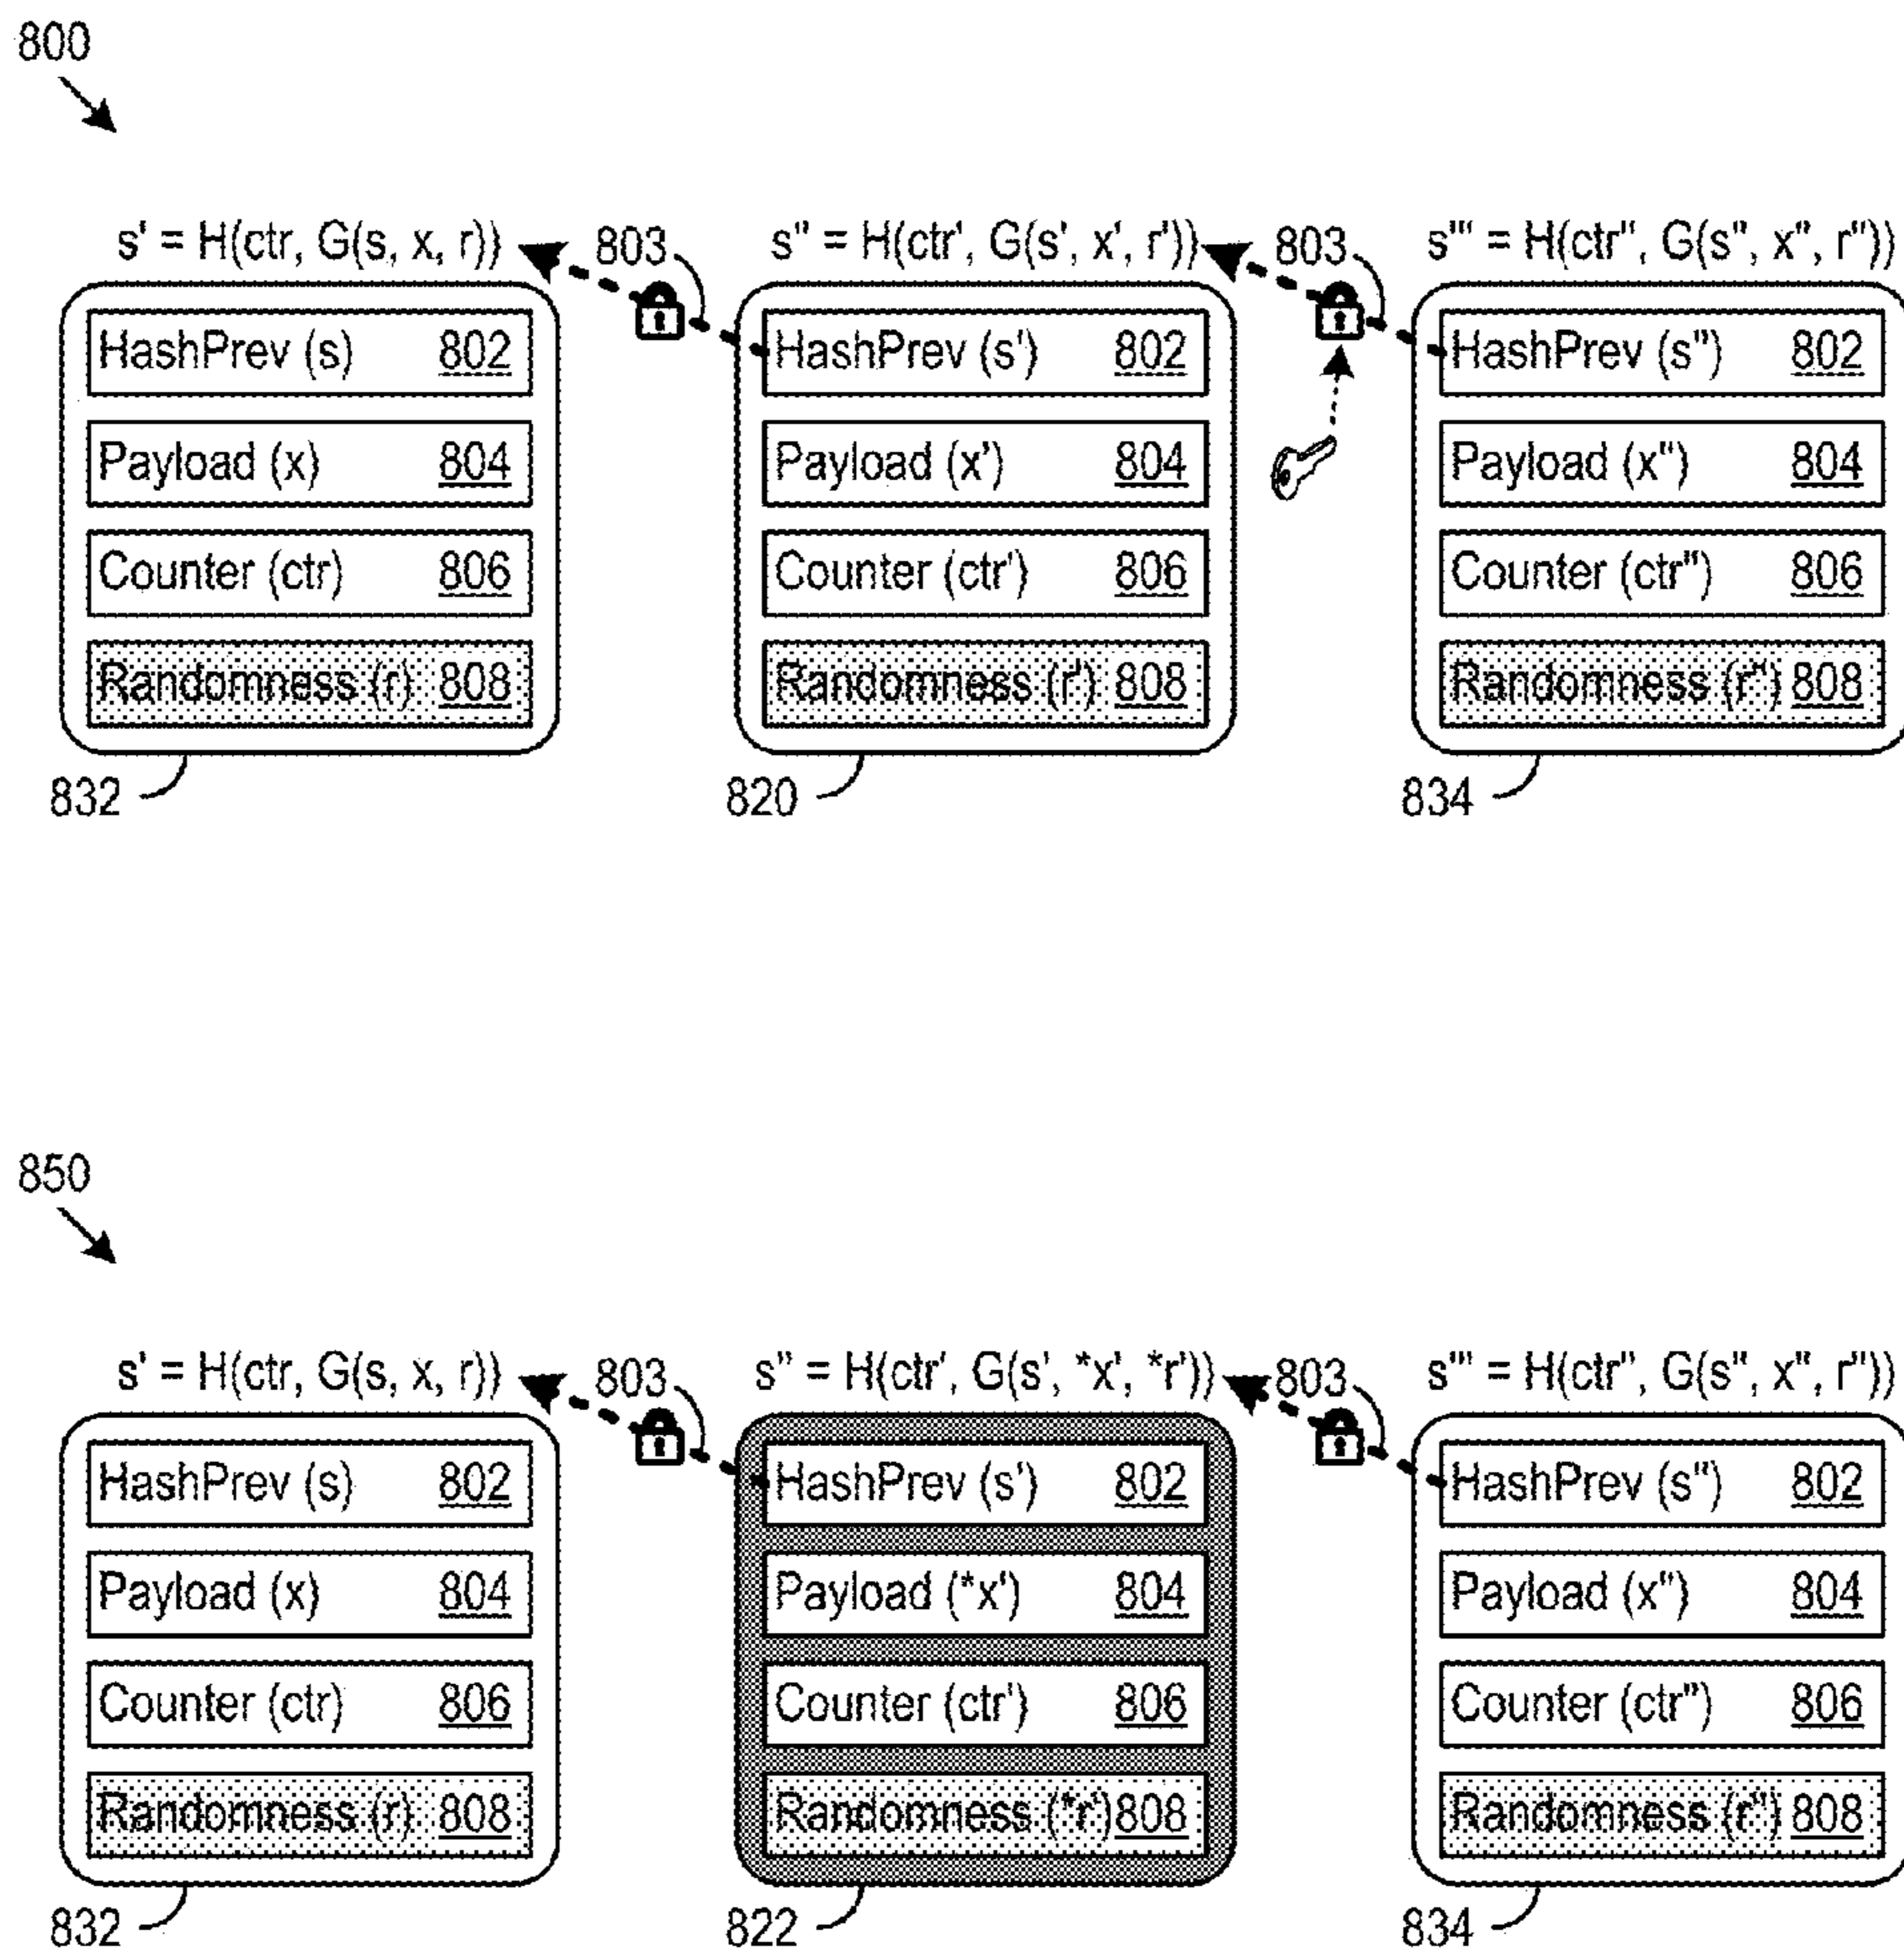 800
s' = H(ctr, G(s, x, r)) 803 s'' = H(ctr', G(s', x', r')) 803 s''' = H(ctr'', G(s'', x'', r''))
HashPrev (s) 802 HashPrev (s') 802 HashPrev (s'') 802
Payload (x) 804 Payload (x') 804 Payload (x'') 804
Counter (ctr) 806 Counter (ctr') 806 Counter (ctr'') 806
Randomness (r) 808 Randomness (r') 808 Randomness (r'') 808
832 820 834
850
s' = H(ctr, G(s, x, r)) 803 s'' = H(ctr', G(s', *x', *r')) 803 s''' = H(ctr'', G(s'', x'', r''))
HashPrev (s) 802 HashPrev (s') 802 HashPrev (s'') 802
Payload (x) 804 Payload (*x') 804 Payload (x'') 804
Counter (ctr) 806 Counter (ctr') 806 Counter (ctr'') 806
Randomness (r) 808 Randomness (*r') 808 Randomness (r'') 808
832 822 834